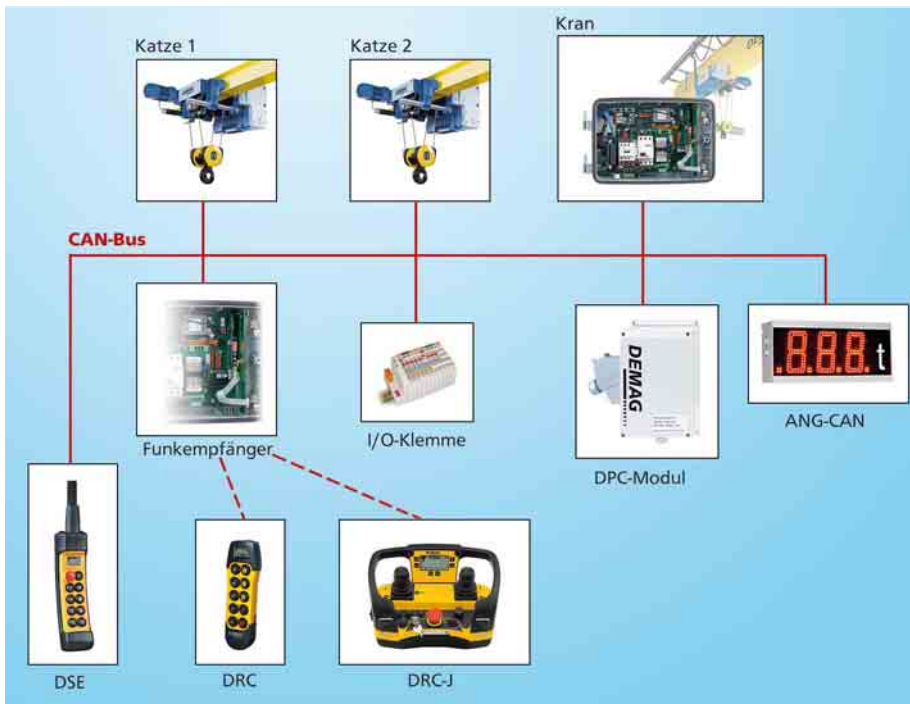 Katze 1
Katze 2
Kran
CAN-Bus
DEMAG
8.8.8 t
Funkempfänger
I/O-Klemme
DPC-Modul
ANG-CAN
DSE
DRC
DRC-J